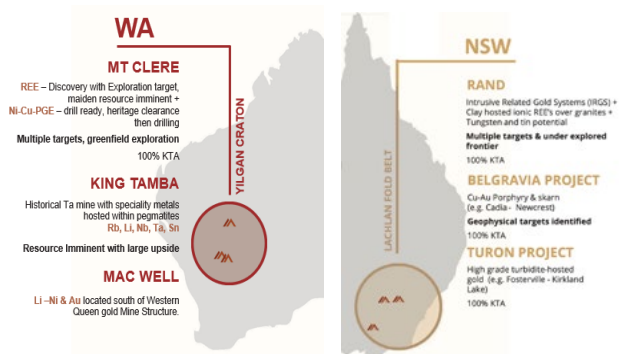 WA
MT CLERE
REE – Discovery with Exploration target,
maiden resource imminent +
Ni-Cu-PGE – drill ready, heritage clearance
then drilling
Multiple targets, greenfield exploration
100% KTA
KING TAMBA
Historical Ta mine with speciality metals
hosted within pegmatites
Rb, Li, Nb, Ta, Sn
Resource Imminent with large upside
MAC WELL
Li –Ni & Au located south of Western
Queen gold Mine Structure.
YILGAN CRATON
NSW
RAND
Intrusive Related Gold Systems (IRGS) +
Clay hosted ionic REE's over granites +
Tungsten and tin potential
Multiple targets & under explored
frontier
100% KTA
BELGRAVIA PROJECT
Cu-Au Porphyry & skarn
(e.g. Cadia - Newcrest)
Geophysical targets identified
100% KTA
TURON PROJECT
High grade turbidite-hosted
gold (e.g. Fosterville - Kirkland
Lake)
100% KTA
LACHLAN FOLD BELT